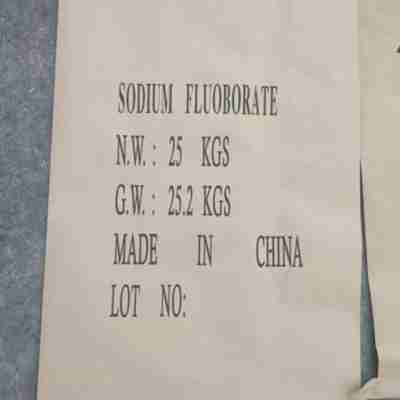 SODIUM FLUOBORATE
N.W.: 25 KGS
G.W.: 25.2 KGS
MADE IN CHINA
LOT NO: